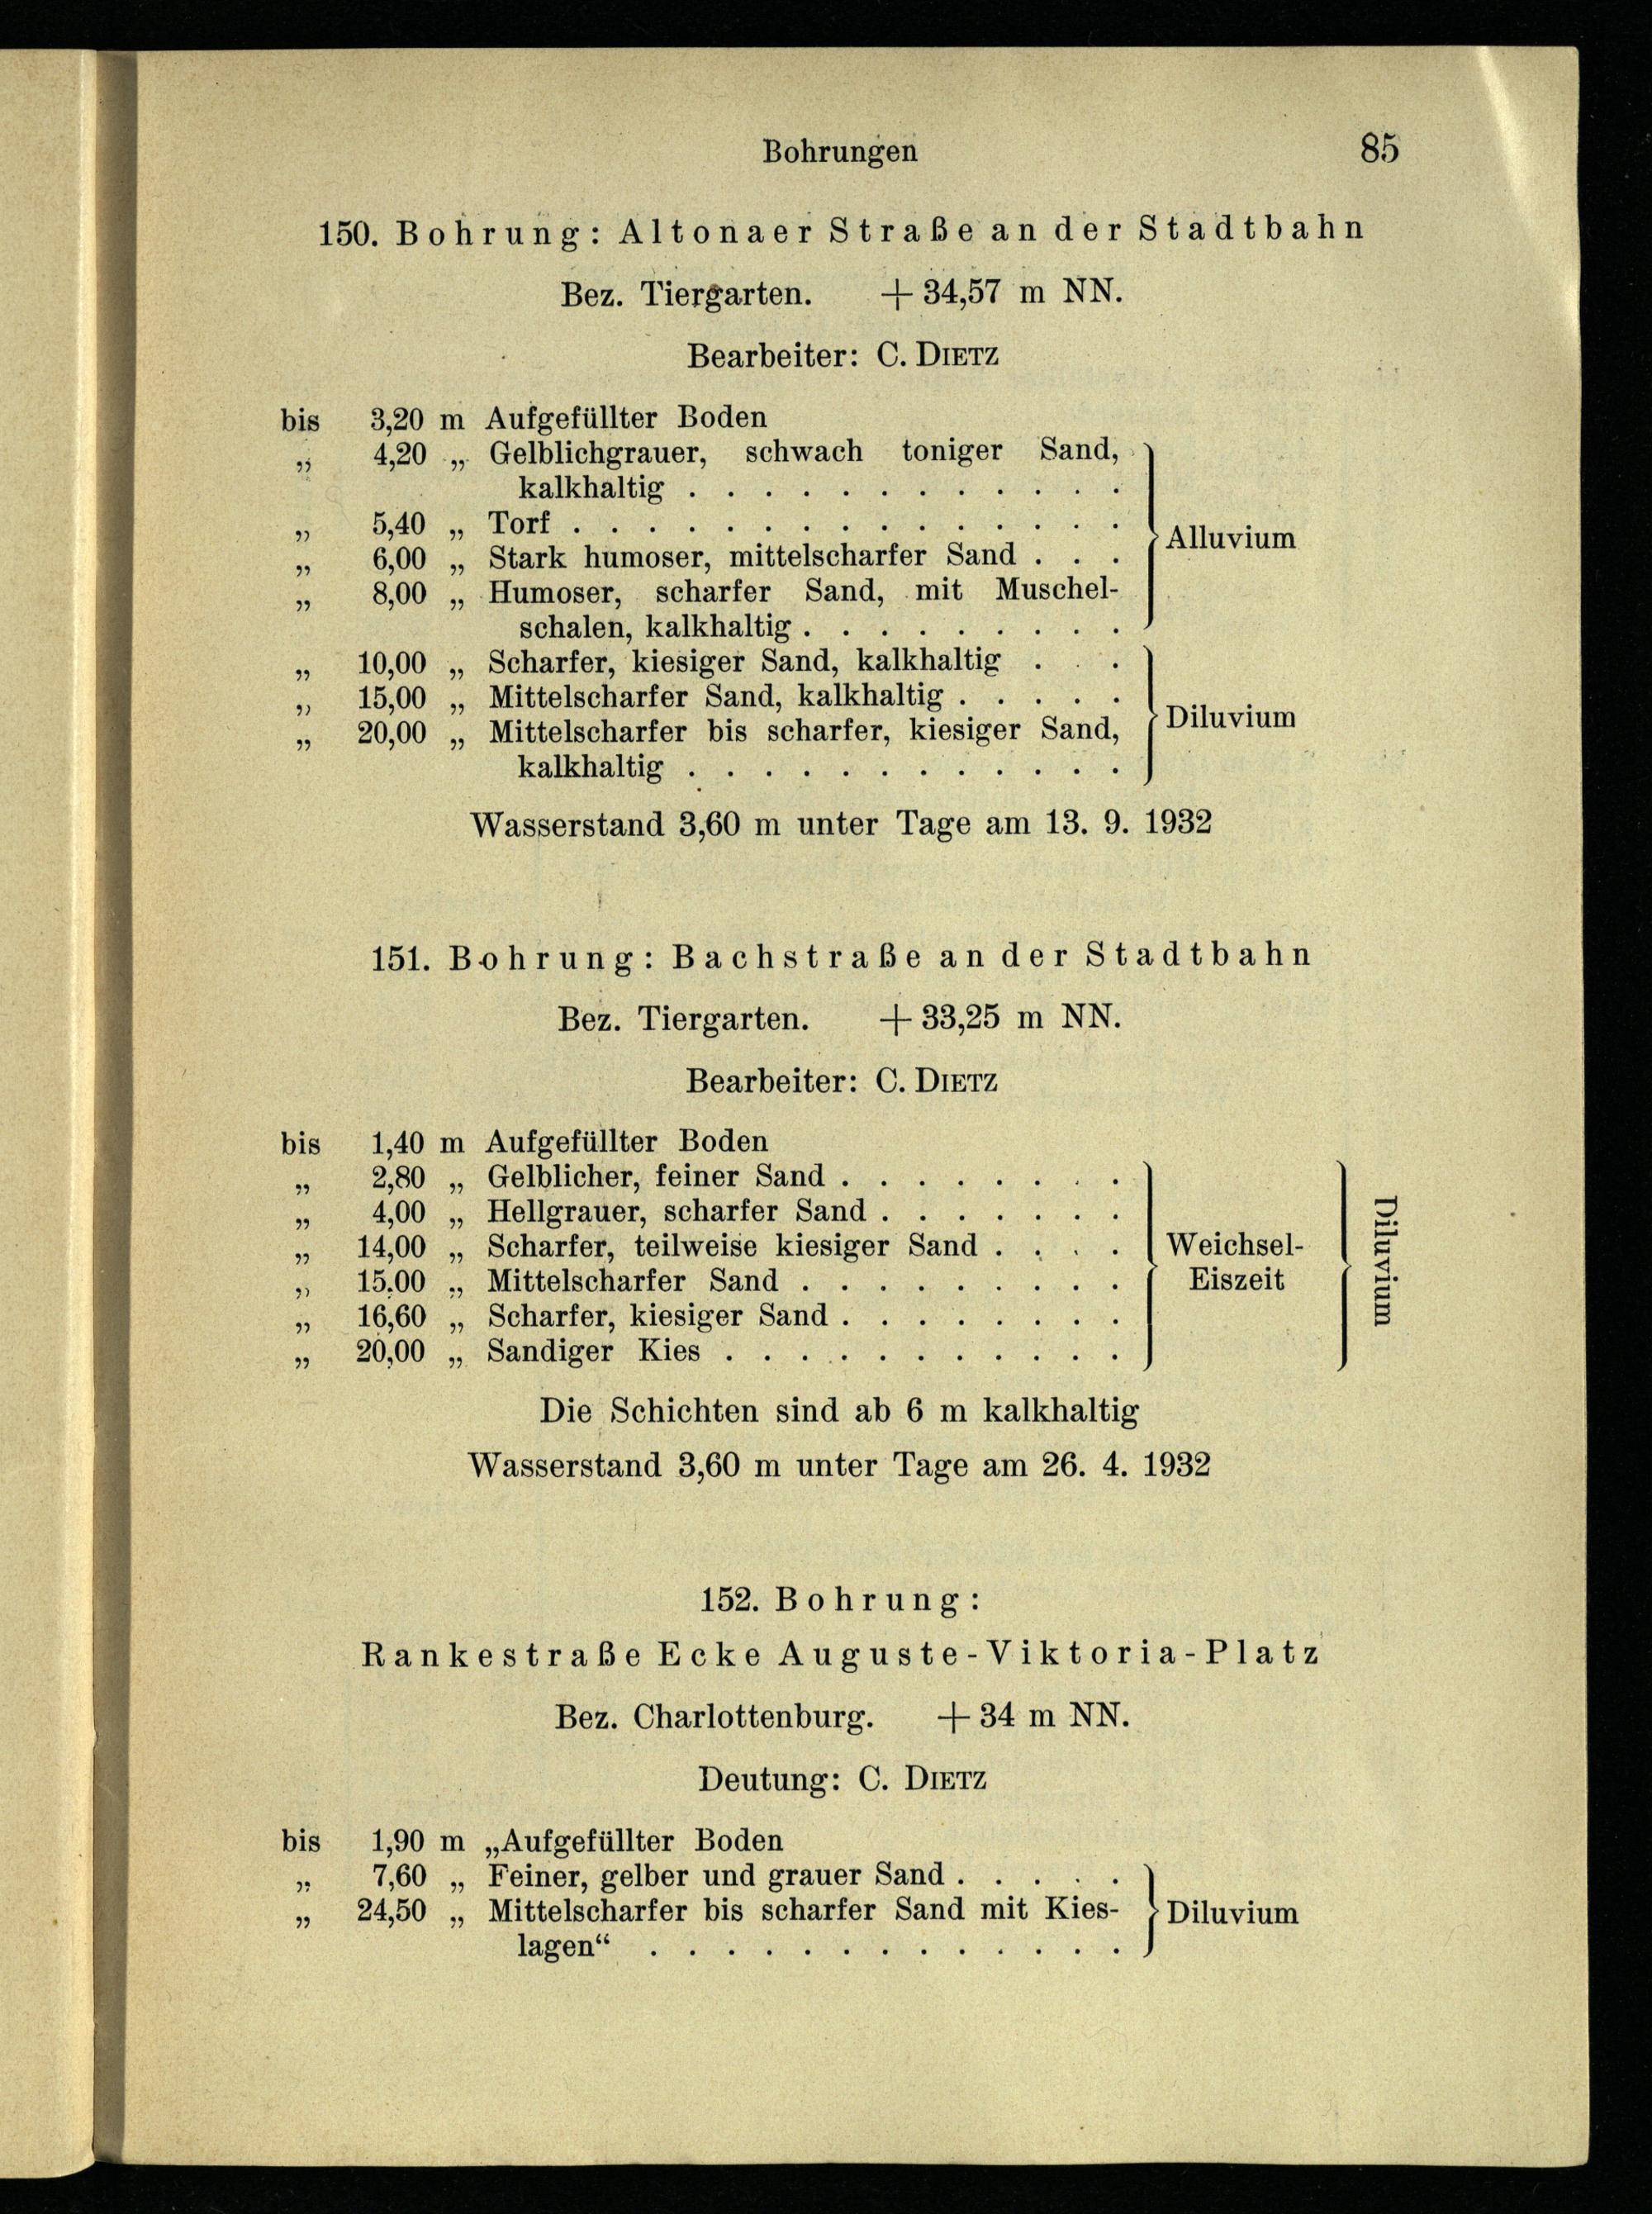 Bohrungen 85
150. Bohrung: Altonaer Straße an der Stadtbahn
Bez. Tiergarten. + 34,57 m NN.
Bearbeiter: C. DIETZ
bis 3,20 m Aufgefüllter Boden
„ 4,20 „ Gelblichgrauer, schwach toniger Sand,
kalkhaltig . . . . . . . . . . . .
„ 5,40 „ Torf . . . . . . . . . . . . . . .
Alluvium
„ 6,00 „ Stark humoser, mittelscharfer Sand . . .
„ 8,00 „ Humoser, scharfer Sand, mit Muschel-
schalen, kalkhaltig . . . . . . . . .
„ 10,00 „ Scharfer, kiesiger Sand, kalkhaltig . . .
„ 15,00 „ Mittelscharfer Sand, kalkhaltig . . . . .
Diluvium
„ 20,00 „ Mittelscharfer bis scharfer, kiesiger Sand,
kalkhaltig . . . . . . . . . . . .
Wasserstand 3,60 m unter Tage am 13. 9. 1932
151. Bohrung: Bachstraße an der Stadtbahn
Bez. Tiergarten. + 33,25 m NN.
Bearbeiter: C. DIETZ
bis 1,40 m Aufgefüllter Boden
„ 2,80 „ Gelblicher, feiner Sand . . . . . . . .
„ 4,00 „ Hellgrauer, scharfer Sand . . . . . . .
„ 14,00 „ Scharfer, teilweise kiesiger Sand . . . . Weichsel-
„ 15,00 „ Mittelscharfer Sand . . . . . . . . . Eiszeit
Diluvium
„ 16,60 „ Scharfer, kiesiger Sand . . . . . . . .
„ 20,00 „ Sandiger Kies . . . . . . . . . . .
Die Schichten sind ab 6 m kalkhaltig
Wasserstand 3,60 m unter Tage am 26. 4. 1932
152. Bohrung:
Rankestraße Ecke Auguste-Viktoria-Platz
Bez. Charlottenburg. + 34 m NN.
Deutung: C. DIETZ
bis 1,90 m „Aufgefüllter Boden
„ 7,60 „ Feiner, gelber und grauer Sand . . . . .
„ 24,50 „ Mittelscharfer bis scharfer Sand mit Kies- Diluvium
lagen“ . . . . . . . . . . . . .